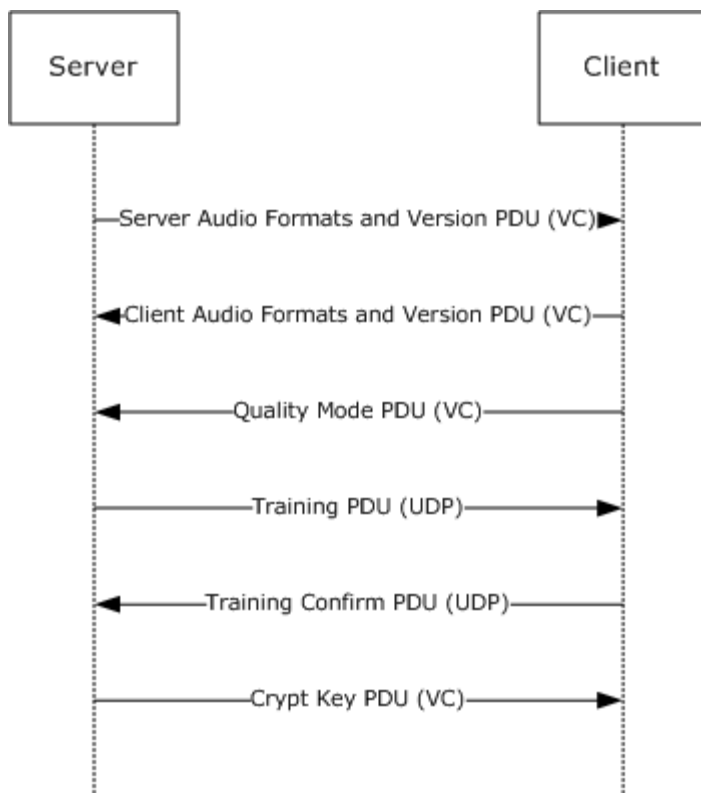 Server
Client
Server Audio Formats and Version PDU (VC)
Client Audio Formats and Version PDU (VC)
Quality Mode PDU (VC)
Training PDU (UDP)
Training Confirm PDU (UDP)
Crypt Key PDU (VC)